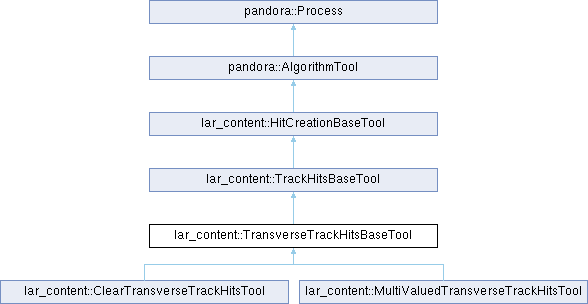 pandora::Process
pandora::AlgorithmTool
lar_content::HitCreationBaseTool
lar_content::TrackHitsBaseTool
lar_content::TransverseTrackHitsBaseTool
lar_content::ClearTransverseTrackHitsTool
lar_content::MultiValuedTransverseTrackHitsTool